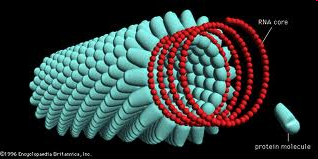 RNA core
protein molecule
©1996 Encyclopaedia Britannica, Inc.